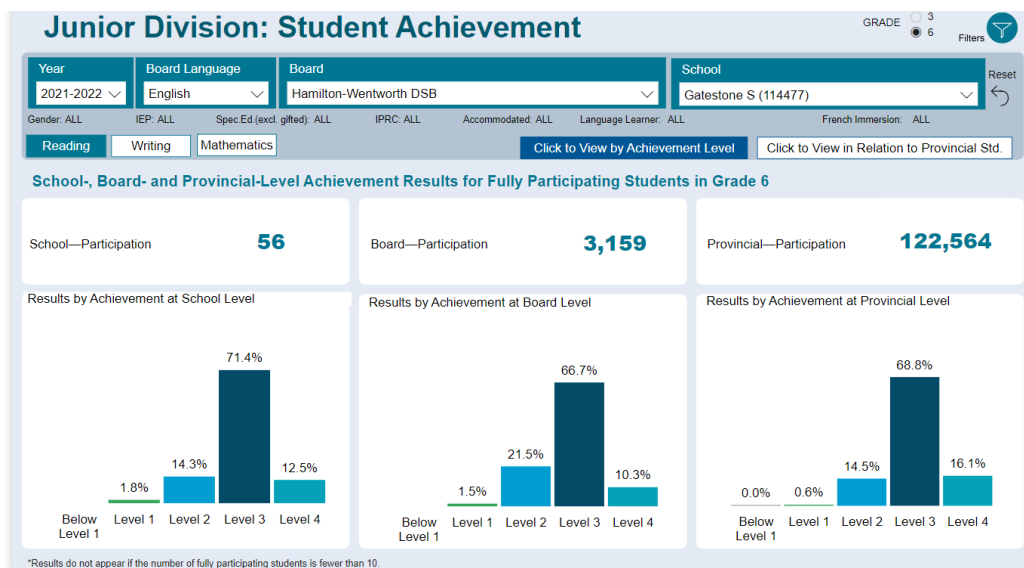 Junior Division: Student Achievement
GRADE 3
6
Filters
Year Board Language Board School
2021-2022 English Hamilton-Wentworth DSB Gatestone S (114477)
Reset
Gender: ALL IEP: ALL Spec.Ed.(excl. gifted): ALL IPRC: ALL Accommodated: ALL Language Learner: ALL French Immersion: ALL
Reading Writing Mathematics Click to View by Achievement Level Click to View in Relation to Provincial Std.
School-, Board- and Provincial-Level Achievement Results for Fully Participating Students in Grade 6
School—Participation 56
Board—Participation 3,159
Provincial—Participation 122,564
Results by Achievement at School Level
71.4%
14.3%
12.5%
1.8%
Below Level 1 Level 2 Level 3 Level 4
Level 1
Results by Achievement at Board Level
66.7%
21.5%
10.3%
1.5%
Below Level 1 Level 2 Level 3 Level 4
Level 1
Results by Achievement at Provincial Level
68.8%
14.5% 16.1%
0.0% 0.6%
Below Level 1 Level 2 Level 3 Level 4
Level 1
*Results do not appear if the number of fully participating students is fewer than 10.